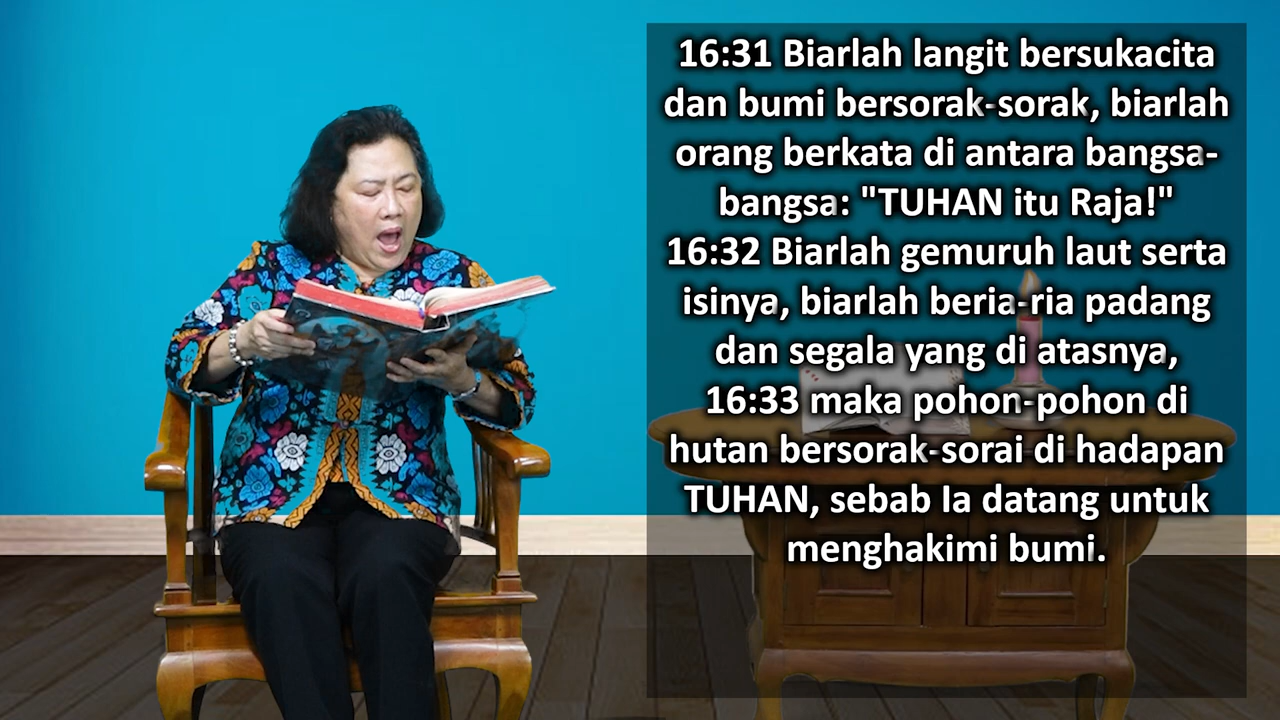 16:31 Biarlah langit bersukacita
dan bumi bersorak-sorak, biarlah
orang berkata di antara bangsa-
bangsa: "TUHAN itu Raja!"
16:32 Biarlah gemuruh laut serta
isinya, biarlah beria-ria padang
dan segala yang di atasnya,
16:33 maka pohon-pohon di
hutan bersorak-sorai di hadapan
TUHAN, sebab Ia datang untuk
menghakimi bumi.